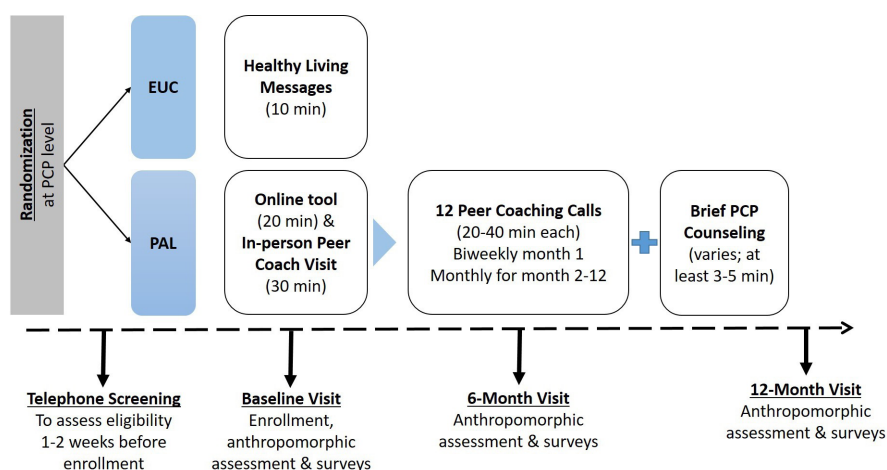 Randomization
at PCP level
EUC
Healthy Living
Messages
(10 min)
PAL
Online tool
(20 min) &
In-person Peer
Coach Visit
(30 min)
12 Peer Coaching Calls
(20-40 min each)
Biweekly month 1
Monthly for month 2-12
Brief PCP
Counseling
(varies; at
least 3-5 min)
Telephone Screening
To assess eligibility
1-2 weeks before
enrollment
Baseline Visit
Enrollment,
anthropomorphic
assessment & surveys
6-Month Visit
Anthropomorphic
assessment & surveys
12-Month Visit
Anthropomorphic
assessment & surveys